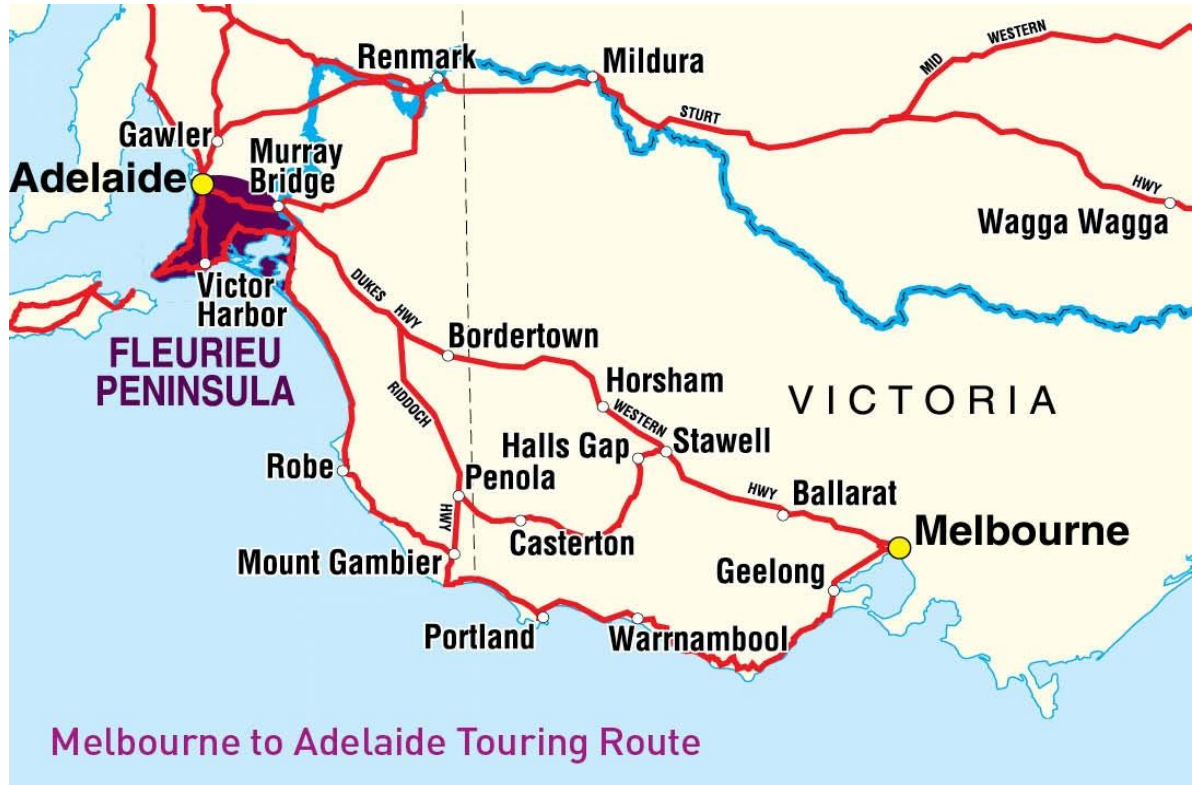 Renmark
Mildura
MID
WESTERN
STURT
HWY
Gawler
Murray
Bridge
Adelaide
Wagga Wagga
Victor
Harbor
DUKES
HWY
FLEURIEU
PENINSULA
Bordertown
RIDDOCH
HWY
Horsham
WESTERN
HWY
VICTORIA
Halls Gap
Stawell
Robe
Penola
Ballarat
Melbourne
Casterton
Mount Gambier
Geelong
Portland
Warrnambool
Melbourne to Adelaide Touring Route